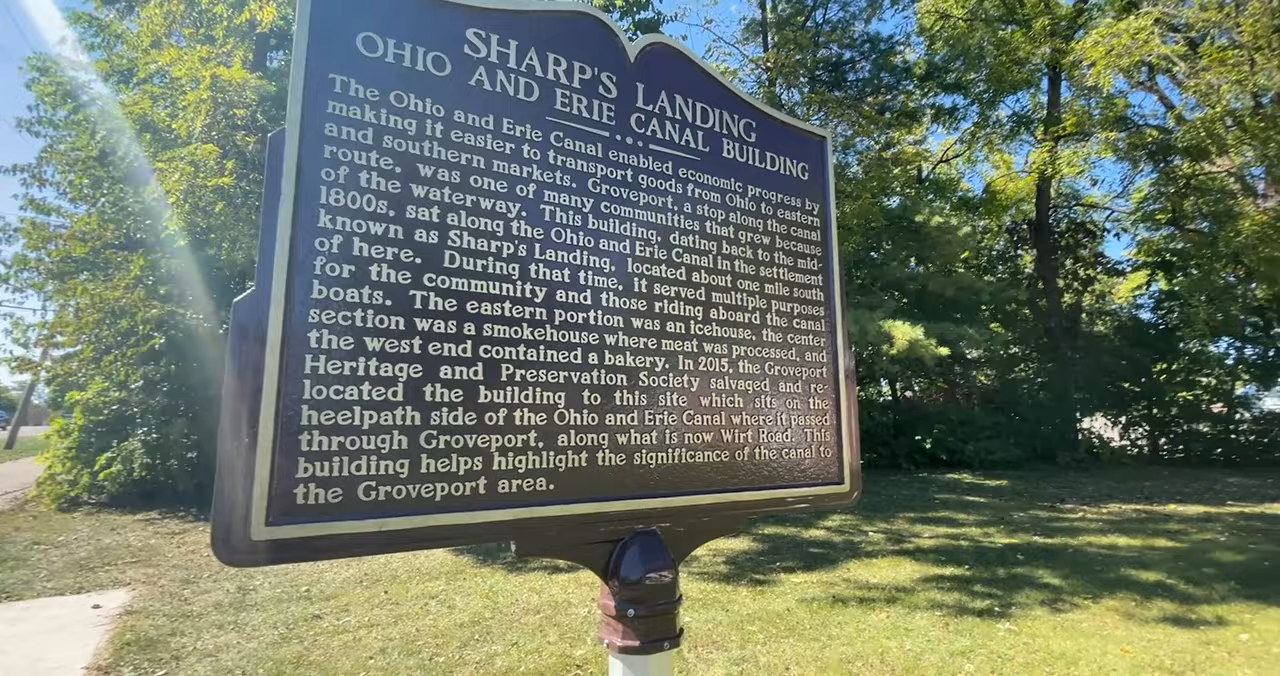 SHARP'S LANDING
OHIO AND ERIE CANAL BUILDING
The Ohio and Erie Canal enabled economic progress by
making it easier to transport goods from Ohio to eastern
and southern markets. Groveport, a stop along the canal
route, was one of many communities that grew because
of the waterway. This building, dating back to the mid-
1800s, sat along the Ohio and Erie Canal in the settlement
known as Sharp's Landing, located about one mile south
of here. During that time, it served multiple purposes
for the community and those riding aboard the canal
boats. The eastern portion was an icehouse, the center
section was a smokehouse where meat was processed, and
the west end contained a bakery. In 2015, the Groveport
Heritage and Preservation Society salvaged and re-
located the building to this site which sits on the
heelpath side of the Ohio and Erie Canal where it passed
through Groveport, along what is now Wirt Road. This
building helps highlight the significance of the canal to
the Groveport area.